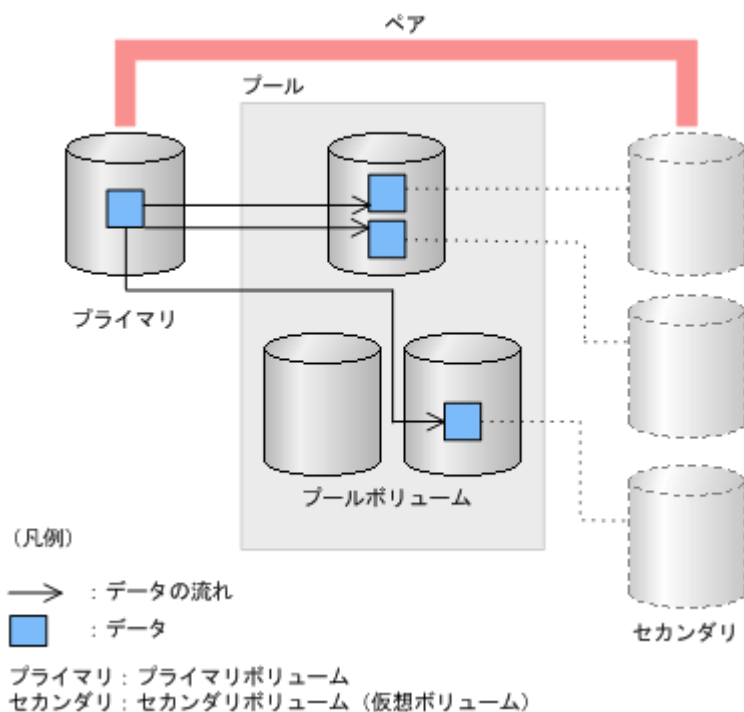 ペア
プール
プライマリ
プールボリューム
(凡例)
：データの流れ
：データ
セカンダリ
プライマリ：プライマリボリューム
セカンダリ：セカンダリボリューム（仮想ボリューム）